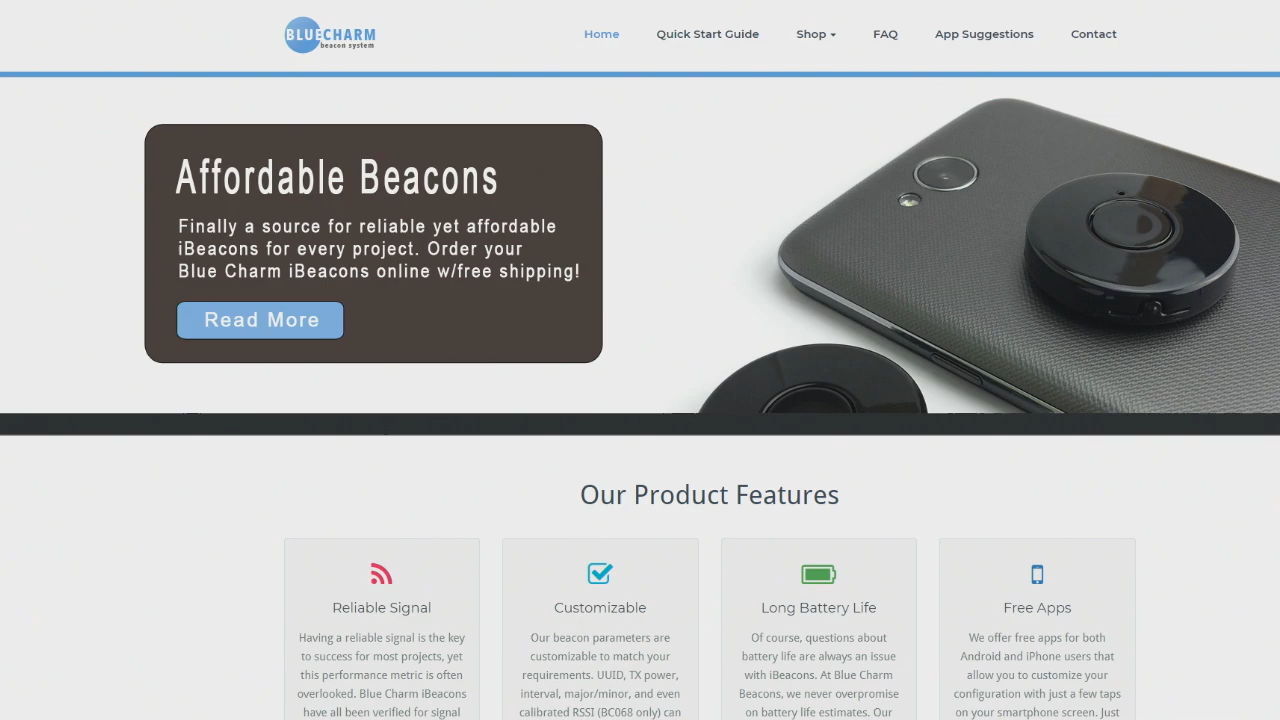 BLUECHARM
beacon system
Home
Quick Start Guide
Shop
FAQ
App Suggestions
Contact
Affordable Beacons
Finally a source for reliable yet affordable
iBeacons for every project. Order your
Blue Charm iBeacons online w/free shipping!
Read More
Our Product Features
Reliable Signal
Having a reliable signal is the key
to success for most projects, yet
this performance metric is often
overlooked. Blue Charm iBeacons
have all been verified for signal
Customizable
Our beacon parameters are
customizable to match your
requirements. UUID, TX power,
interval, major/minor, and even
calibrated RSSI (BC068 only) can
Long Battery Life
Of course, questions about
battery life are always an issue
with iBeacons. At Blue Charm
Beacons, we never overpromise
on battery life estimates. Our
Free Apps
We offer free apps for both
Android and iPhone users that
allow you to customize your
configuration with just a few taps
on your smartphone screen. Just